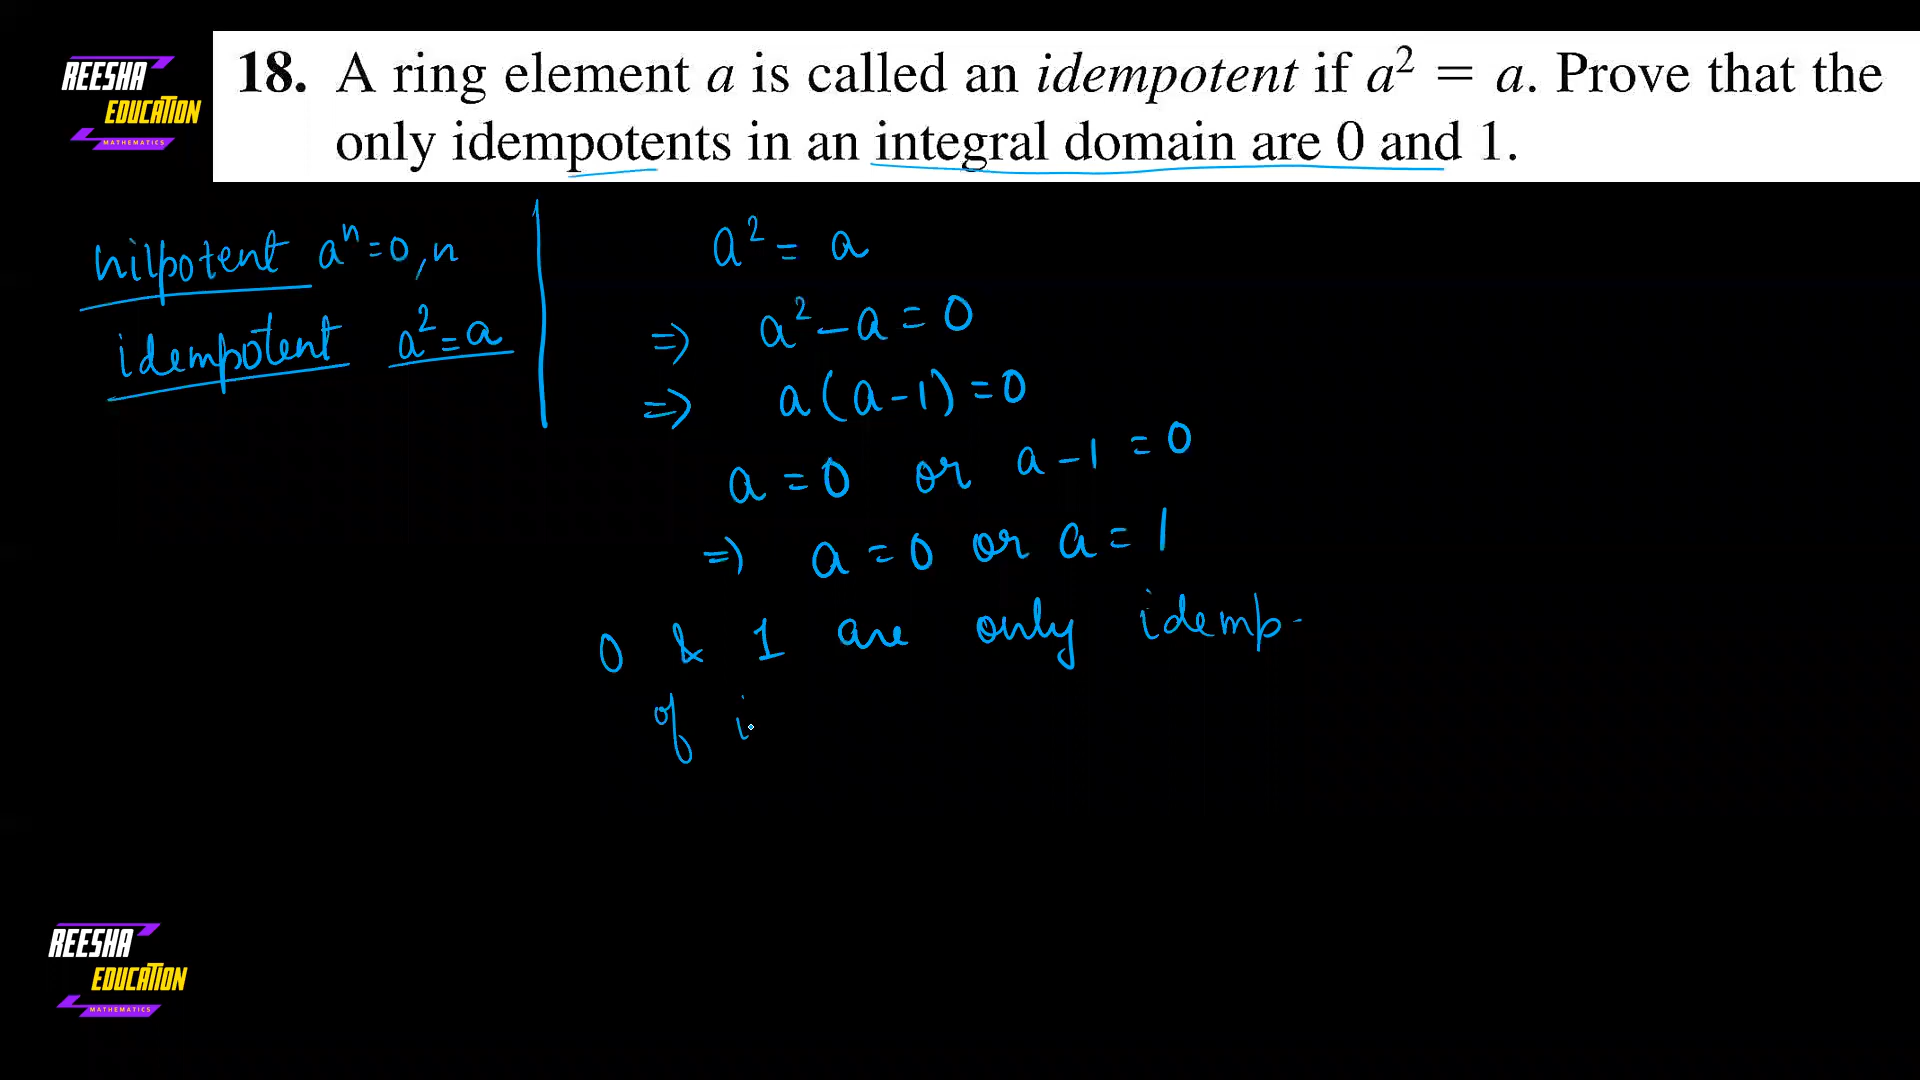 REESHA
EDUCATION
MATHEMATICS
18. A ring element a is called an idempotent if a² = a. Prove that the
only idempotents in an integral domain are 0 and 1.
nilpotent aⁿ=0, n
idempotent a²=a
a² = a
=> a²-a=0
=> a(a-1)=0
a=0 or a-1=0
=> a=0 or a=1
0 & 1 are only idemp.
of i
REESHA
EDUCATION
MATHEMATICS